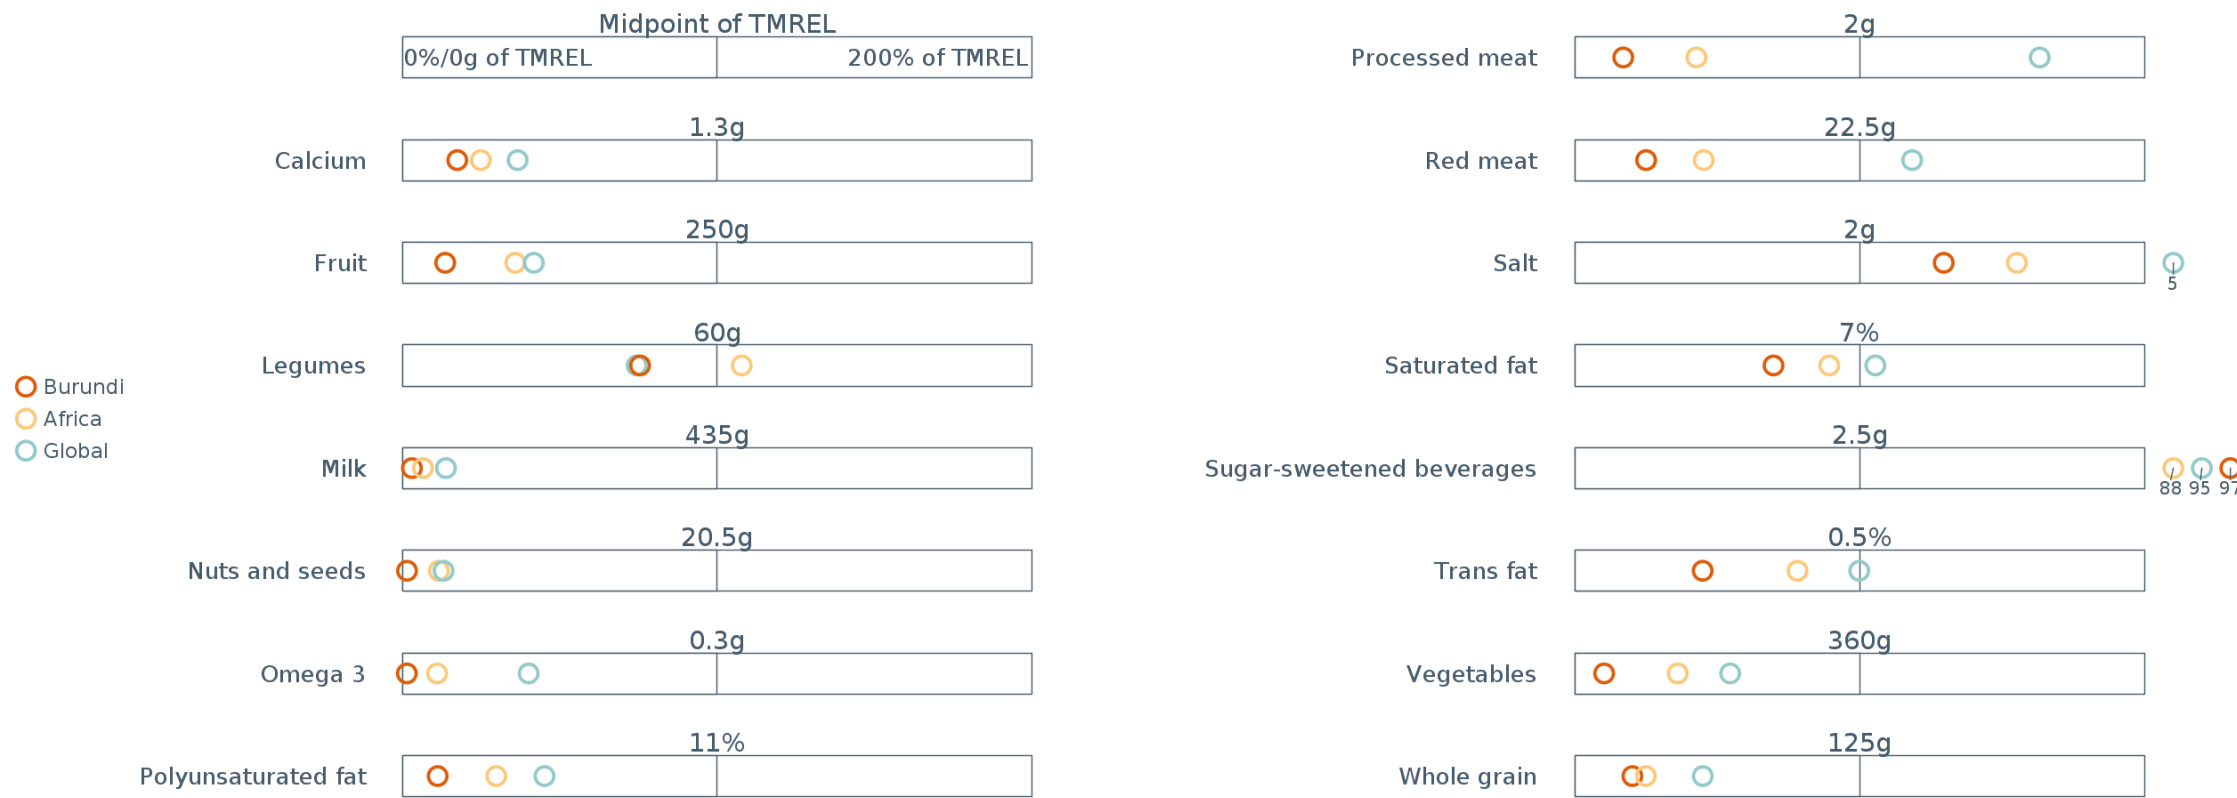 Midpoint of TMREL
0%/0g of TMREL
200% of TMREL
Calcium
1.3g
Fruit
250g
Legumes
60g
Milk
435g
Nuts and seeds
20.5g
Omega 3
0.3g
Polyunsaturated fat
11%
Burundi
Africa
Global
Processed meat
2g
Red meat
22.5g
Salt
2g
5
Saturated fat
7%
Sugar-sweetened beverages
2.5g
88 95 97
Trans fat
0.5%
Vegetables
360g
Whole grain
125g